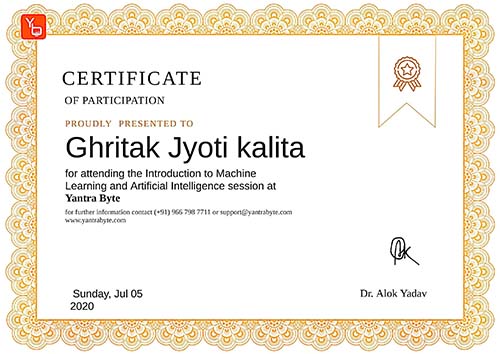 CERTIFICATE
OF PARTICIPATION
PROUDLY PRESENTED TO
Ghritak Jyoti kalita
for attending the Introduction to Machine
Learning and Artificial Intelligence session at
Yantra Byte
for further information contact (+91) 966 798 7711 or support@yantrabyte.com
www.yantrabyte.com
Sunday, Jul 05
2020
Dr. Alok Yadav